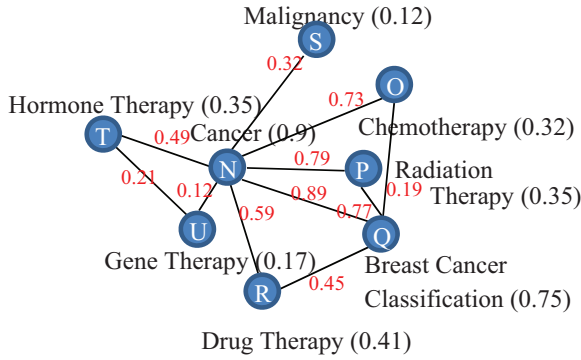 Malignancy (0.12)
S
0.32
O
0.73
Hormone Therapy (0.35)
Cancer (0.9)
Chemotherapy (0.32)
T
0.49
N
0.79
P
Radiation
Therapy (0.35)
0.21
0.12
0.89
0.19
0.59
0.77
U
Q
Gene Therapy (0.17)
Breast Cancer
R
0.45
Classification (0.75)
Drug Therapy (0.41)